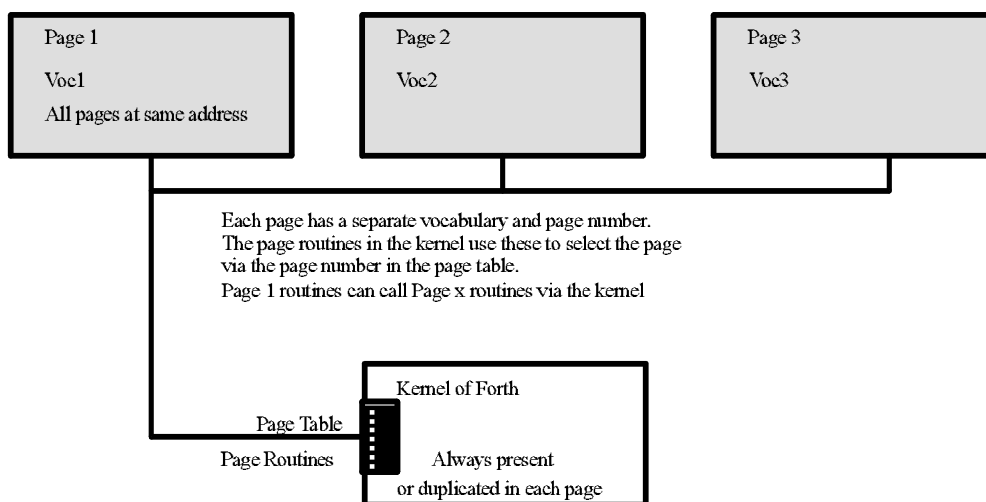 Page 1
Voc1
All pages at same address
Page 2
Voc2
Page 3
Voc3
Each page has a separate vocabulary and page number.
The page routines in the kernel use these to select the page
via the page number in the page table.
Page 1 routines can call Page x routines via the kernel
Kernel of Forth
Page Table
Page Routines
Always present
or duplicated in each page